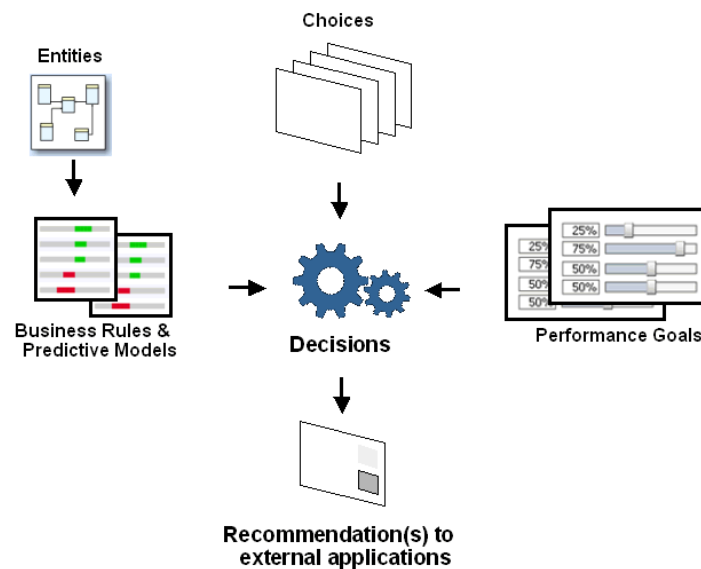 Choices
Entities
25%
75%
50%
50%
25%
75%
50%
50%
Business Rules &
Predictive Models
Decisions
Performance Goals
Recommendation(s) to
external applications